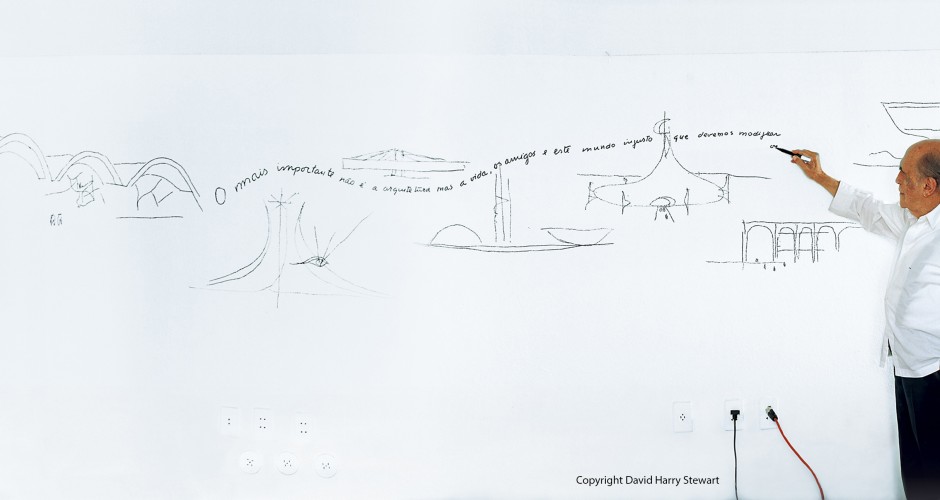 O mais importante não é a arquitetura mas a vida, os amigos e este mundo injusto que devemos modificar
Copyright David Harry Stewart